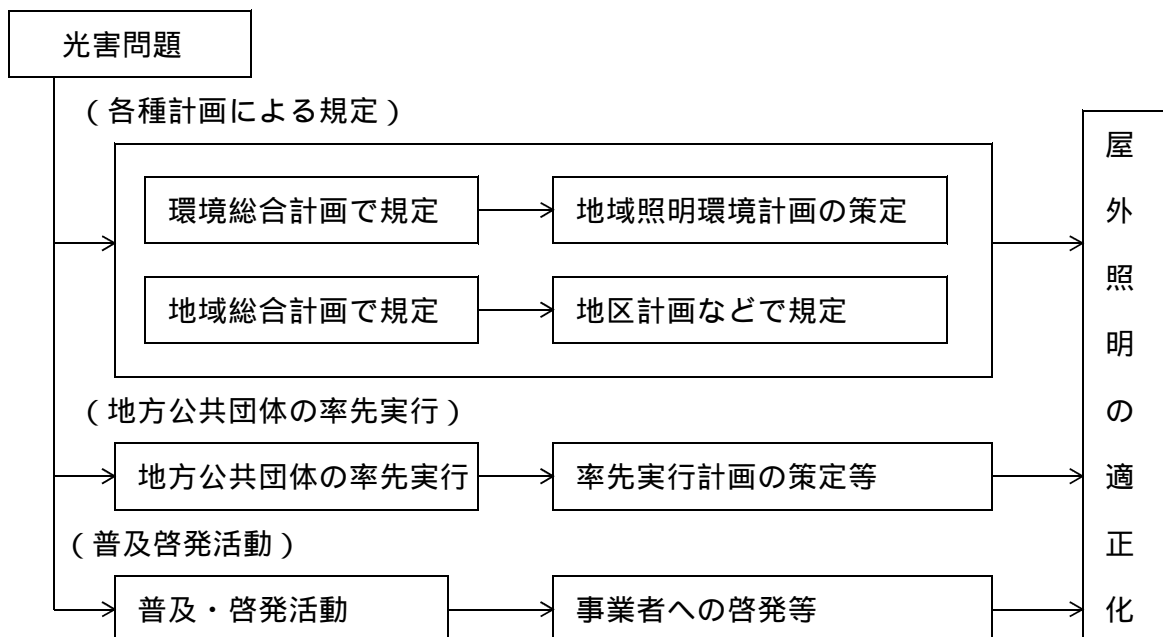 光害問題
(各種計画による規定)
環境総合計画で規定
地域照明環境計画の策定
地域総合計画で規定
地区計画などで規定
(地方公共団体の率先実行)
地方公共団体の率先実行
率先実行計画の策定等
(普及啓発活動)
普及・啓発活動
事業者への啓発等
屋外照明の適正化